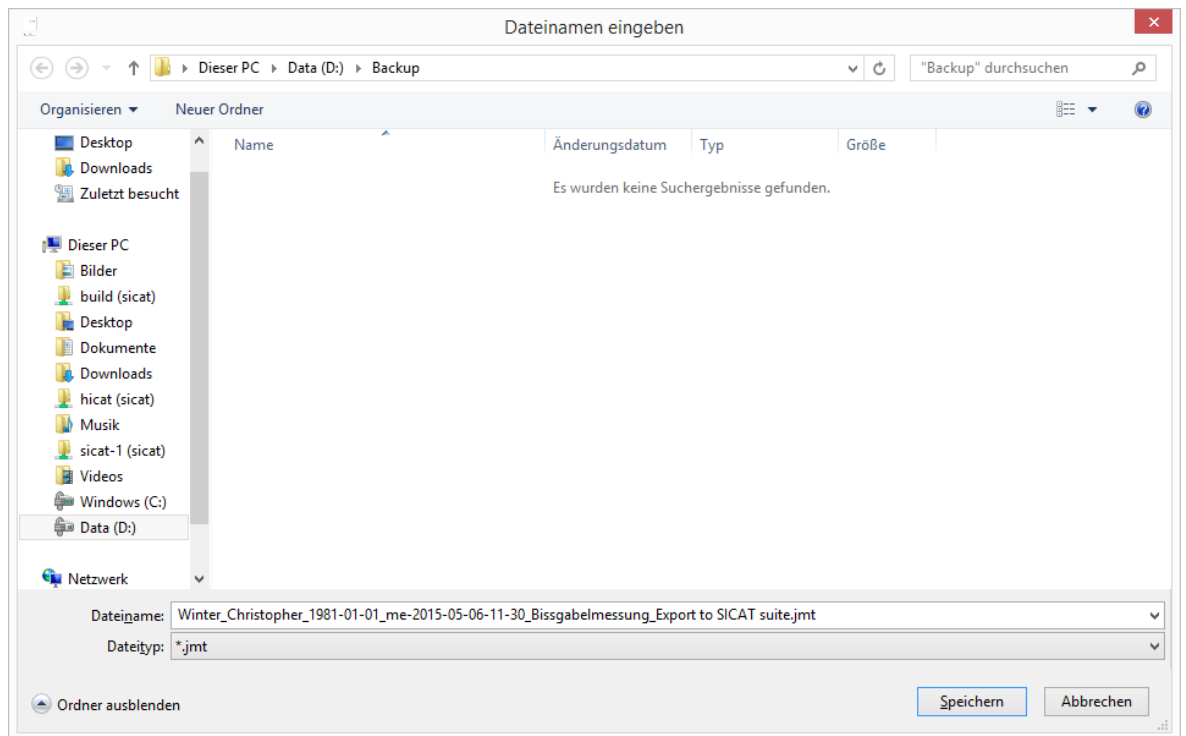 Dateinamen eingeben
Dieser PC Data (D:) Backup
"Backup" durchsuchen
Organisieren Neuer Ordner
Name Änderungsdatum Typ Größe
Es wurden keine Suchergebnisse gefunden.
Desktop
Downloads
Zuletzt besucht
Dieser PC
Bilder
build (sicat)
Desktop
Dokumente
Downloads
hicat (sicat)
Musik
sicat-1 (sicat)
Videos
Windows (C:)
Data (D:)
Netzwerk
Dateiname: Winter_Christopher_1981-01-01_me-2015-05-06-11-30_Bissgabelmessung_Export to SICAT suite.jmt
Dateityp: *.jmt
Ordner ausblenden
Speichern Abbrechen